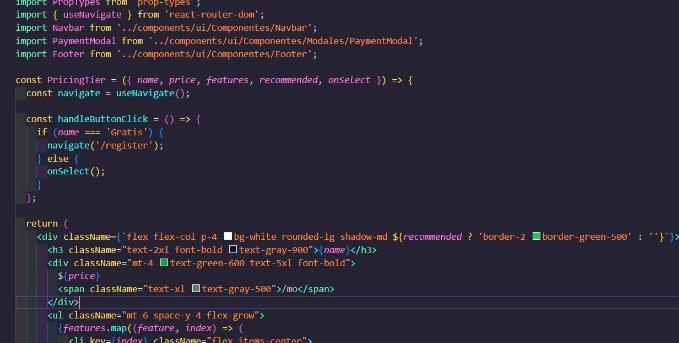 import PropTypes from 'prop-types';
import { useNavigate } from 'react-router-dom';
import Navbar from '../components/ui/Componentes/Navbar';
import PaymentModal from '../components/ui/Componentes/Modales/PaymentModal';
import Footer from '../components/ui/Componentes/Footer';

const PricingTier = ({ name, price, features, recommended, onSelect }) => {
  const navigate = useNavigate();

  const handleButtonClick = () => {
    if (name === 'Gratis') {
      navigate('/register');
    } else {
      onSelect();
    }
  };

  return (
    <div className={`flex flex-col p-4 bg-white rounded-lg shadow-md ${recommended ? 'border-2 border-green-500' : ''}`}>
      <h3 className="text-2xl font-bold text-gray-900">{name}</h3>
      <div className="mt-4 text-green-600 text-5xl font-bold">
        ${price}
        <span className="text-xl text-gray-500">/mo</span>
      </div>
      <ul className="mt-6 space-y-4 flex-grow">
        {features.map((feature, index) => (
          <li key={index} className="flex items-center">